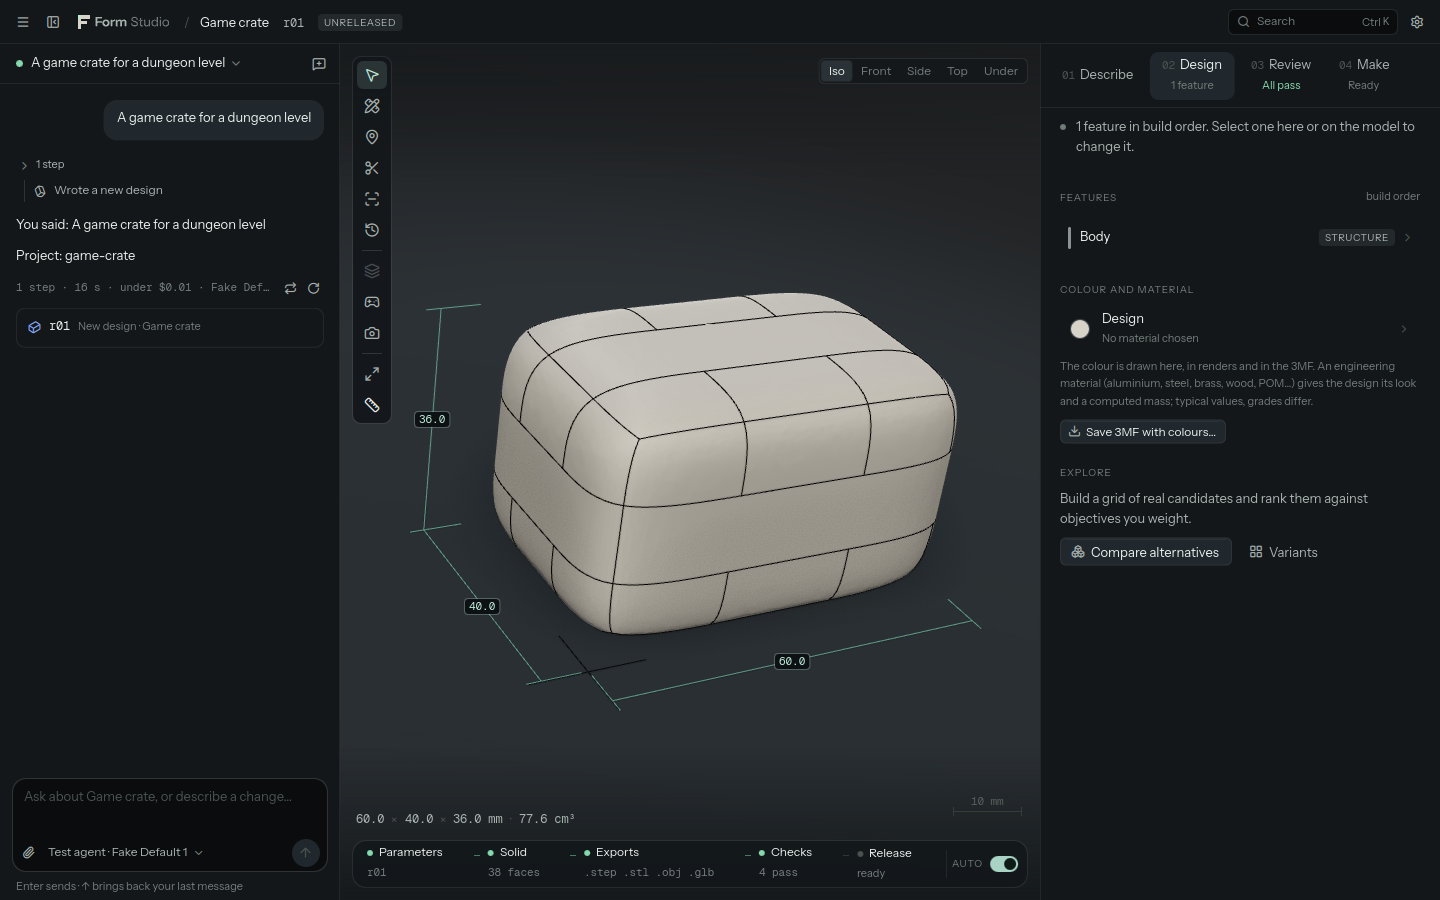 Form Studio / Game crate r01 UNRELEASED
Search Ctrl K
A game crate for a dungeon level
A game crate for a dungeon level
1 step
Wrote a new design
You said: A game crate for a dungeon level
Project: game-crate
1 step · 16 s · under $0.01 · Fake Def…
r01 New design · Game crate
Ask about Game crate, or describe a change…
Test agent · Fake Default 1
Enter sends · ↑ brings back your last message
Iso Front Side Top Under
36.0
40.0
60.0
10 mm
60.0 × 40.0 × 36.0 mm · 77.6 cm³
Parameters
r01
Solid
38 faces
Exports
.step .stl .obj .glb
Checks
4 pass
Release
ready
AUTO
01 Describe
02 Design
1 feature
03 Review
All pass
04 Make
Ready
1 feature in build order. Select one here or on the model to
change it.
FEATURES build order
Body STRUCTURE
COLOUR AND MATERIAL
Design
No material chosen
The colour is drawn here, in renders and in the 3MF. An engineering
material (aluminium, steel, brass, wood, POM…) gives the design its look
and a computed mass; typical values, grades differ.
Save 3MF with colours…
EXPLORE
Build a grid of real candidates and rank them against
objectives you weight.
Compare alternatives Variants